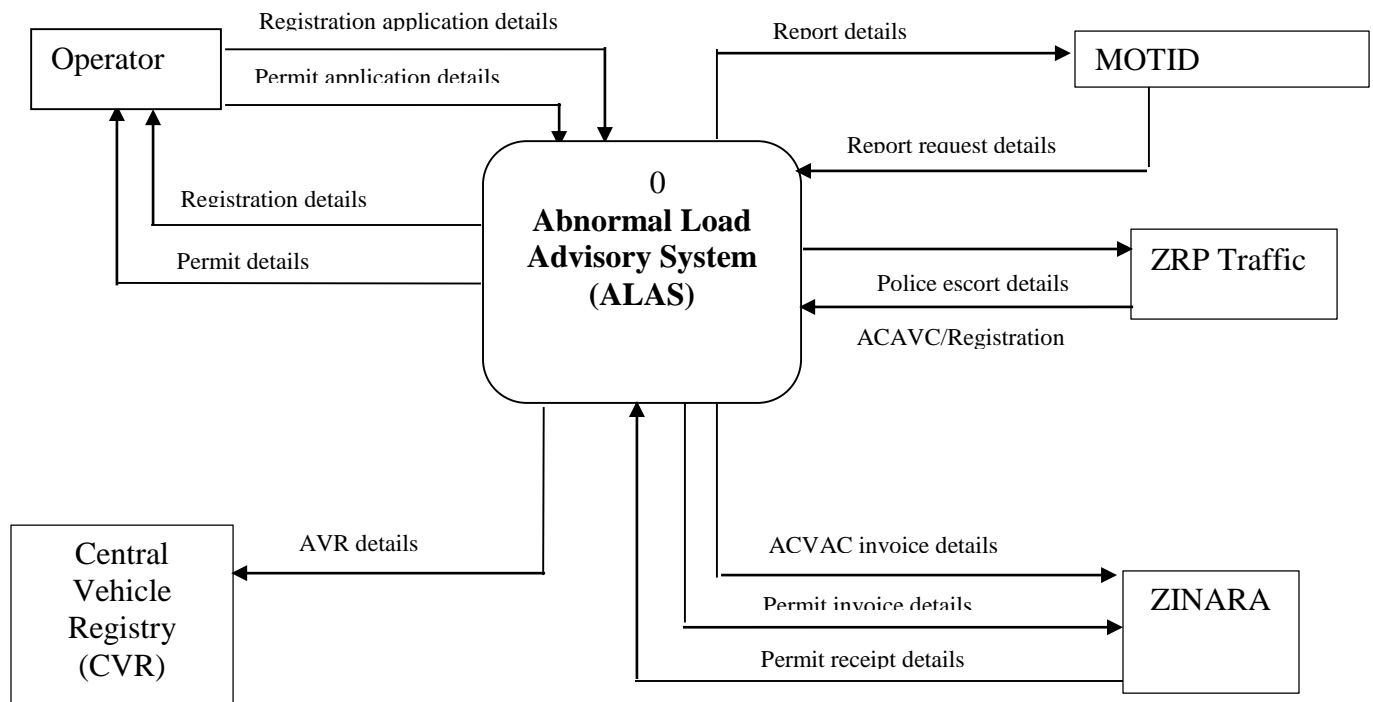 Registration application details
Operator
Permit application details
Report details
MOTID
Report request details
Registration details
Permit details
0
Abnormal Load
Advisory System
(ALAS)
ZRP Traffic
Police escort details
ACAVC/Registration
AVR details
Central
Vehicle
Registry
(CVR)
ACVAC invoice details
ZINARA
Permit invoice details
Permit receipt details